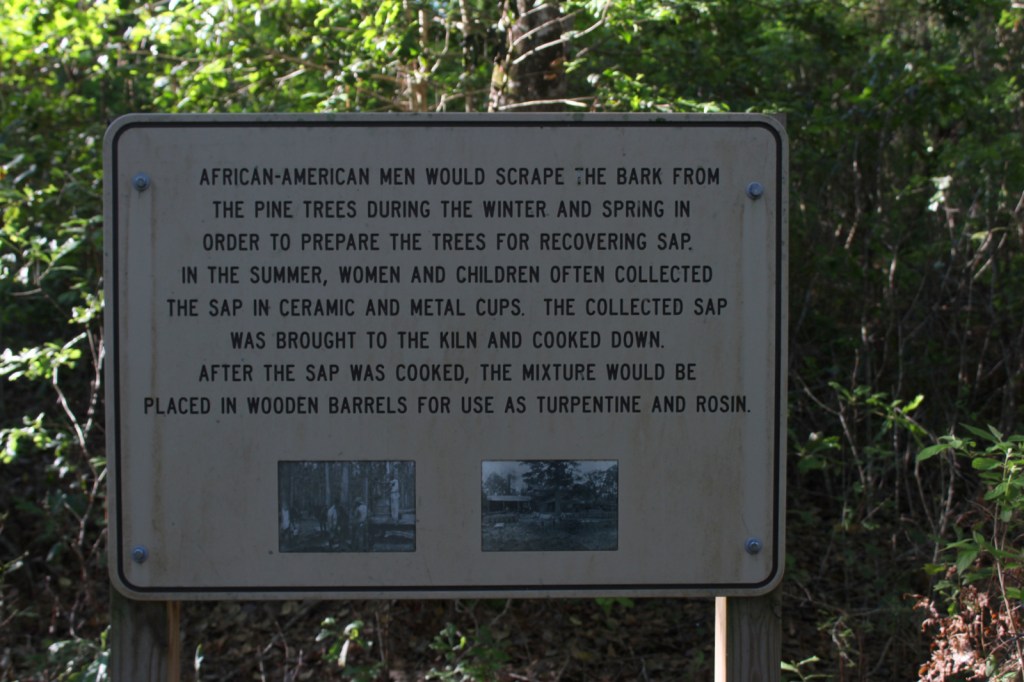 AFRICAN-AMERICAN MEN WOULD SCRAPE THE BARK FROM
THE PINE TREES DURING THE WINTER AND SPRING IN
ORDER TO PREPARE THE TREES FOR RECOVERING SAP.
IN THE SUMMER, WOMEN AND CHILDREN OFTEN COLLECTED
THE SAP IN CERAMIC AND METAL CUPS. THE COLLECTED SAP
WAS BROUGHT TO THE KILN AND COOKED DOWN.
AFTER THE SAP WAS COOKED, THE MIXTURE WOULD BE
PLACED IN WOODEN BARRELS FOR USE AS TURPENTINE AND ROSIN.